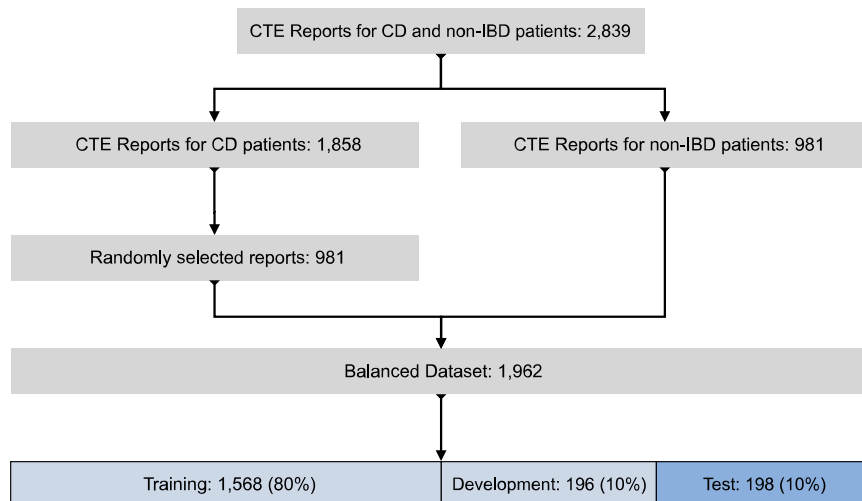 CTE Reports for CD and non-IBD patients: 2,839
CTE Reports for CD patients: 1,858
CTE Reports for non-IBD patients: 981
Randomly selected reports: 981
Balanced Dataset: 1,962
Training: 1,568 (80%)
Development: 196 (10%)
Test: 198 (10%)